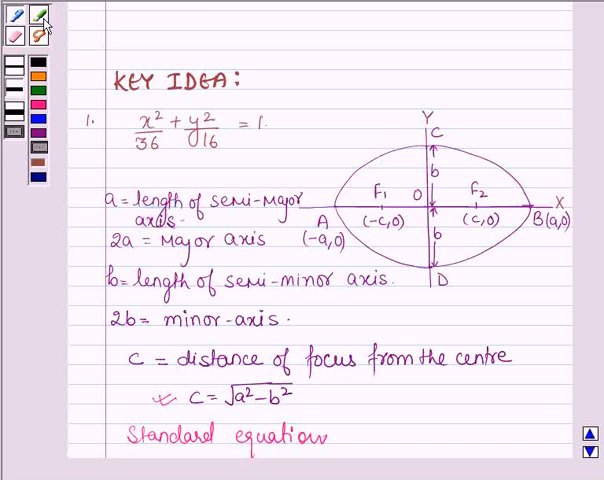 KEY IDEA:
1. x²/36 + y²/16 = 1.
Y
C
b
F₁ O F₂
X
A (-c,0) (c,0) B(a,0)
(-a,0)
b
D
a = length of semi-major
axis.
2a = Major axis
b = length of semi-minor axis.
2b = minor-axis.
c = distance of focus from the centre
c = √a²-b²
Standard equation